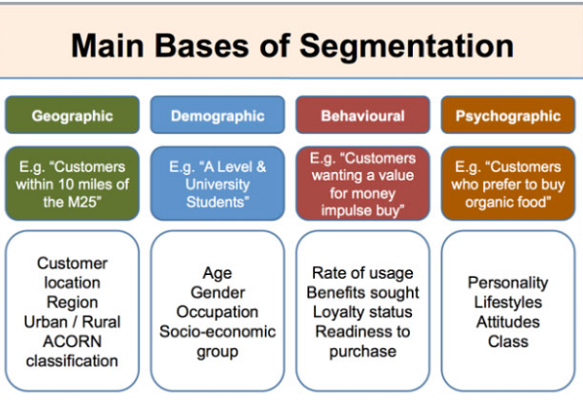 Main Bases of Segmentation
Geographic
Demographic
Behavioural
Psychographic
E.g. “Customers
within 10 miles of
the M25”
E.g. “A Level &
University
Students”
E.g. “Customers
wanting a value
for money
impulse buy”
E.g. “Customers
who prefer to buy
organic food”
Customer
location
Region
Urban / Rural
ACORN
classification
Age
Gender
Occupation
Socio-economic
group
Rate of usage
Benefits sought
Loyalty status
Readiness to
purchase
Personality
Lifestyles
Attitudes
Class